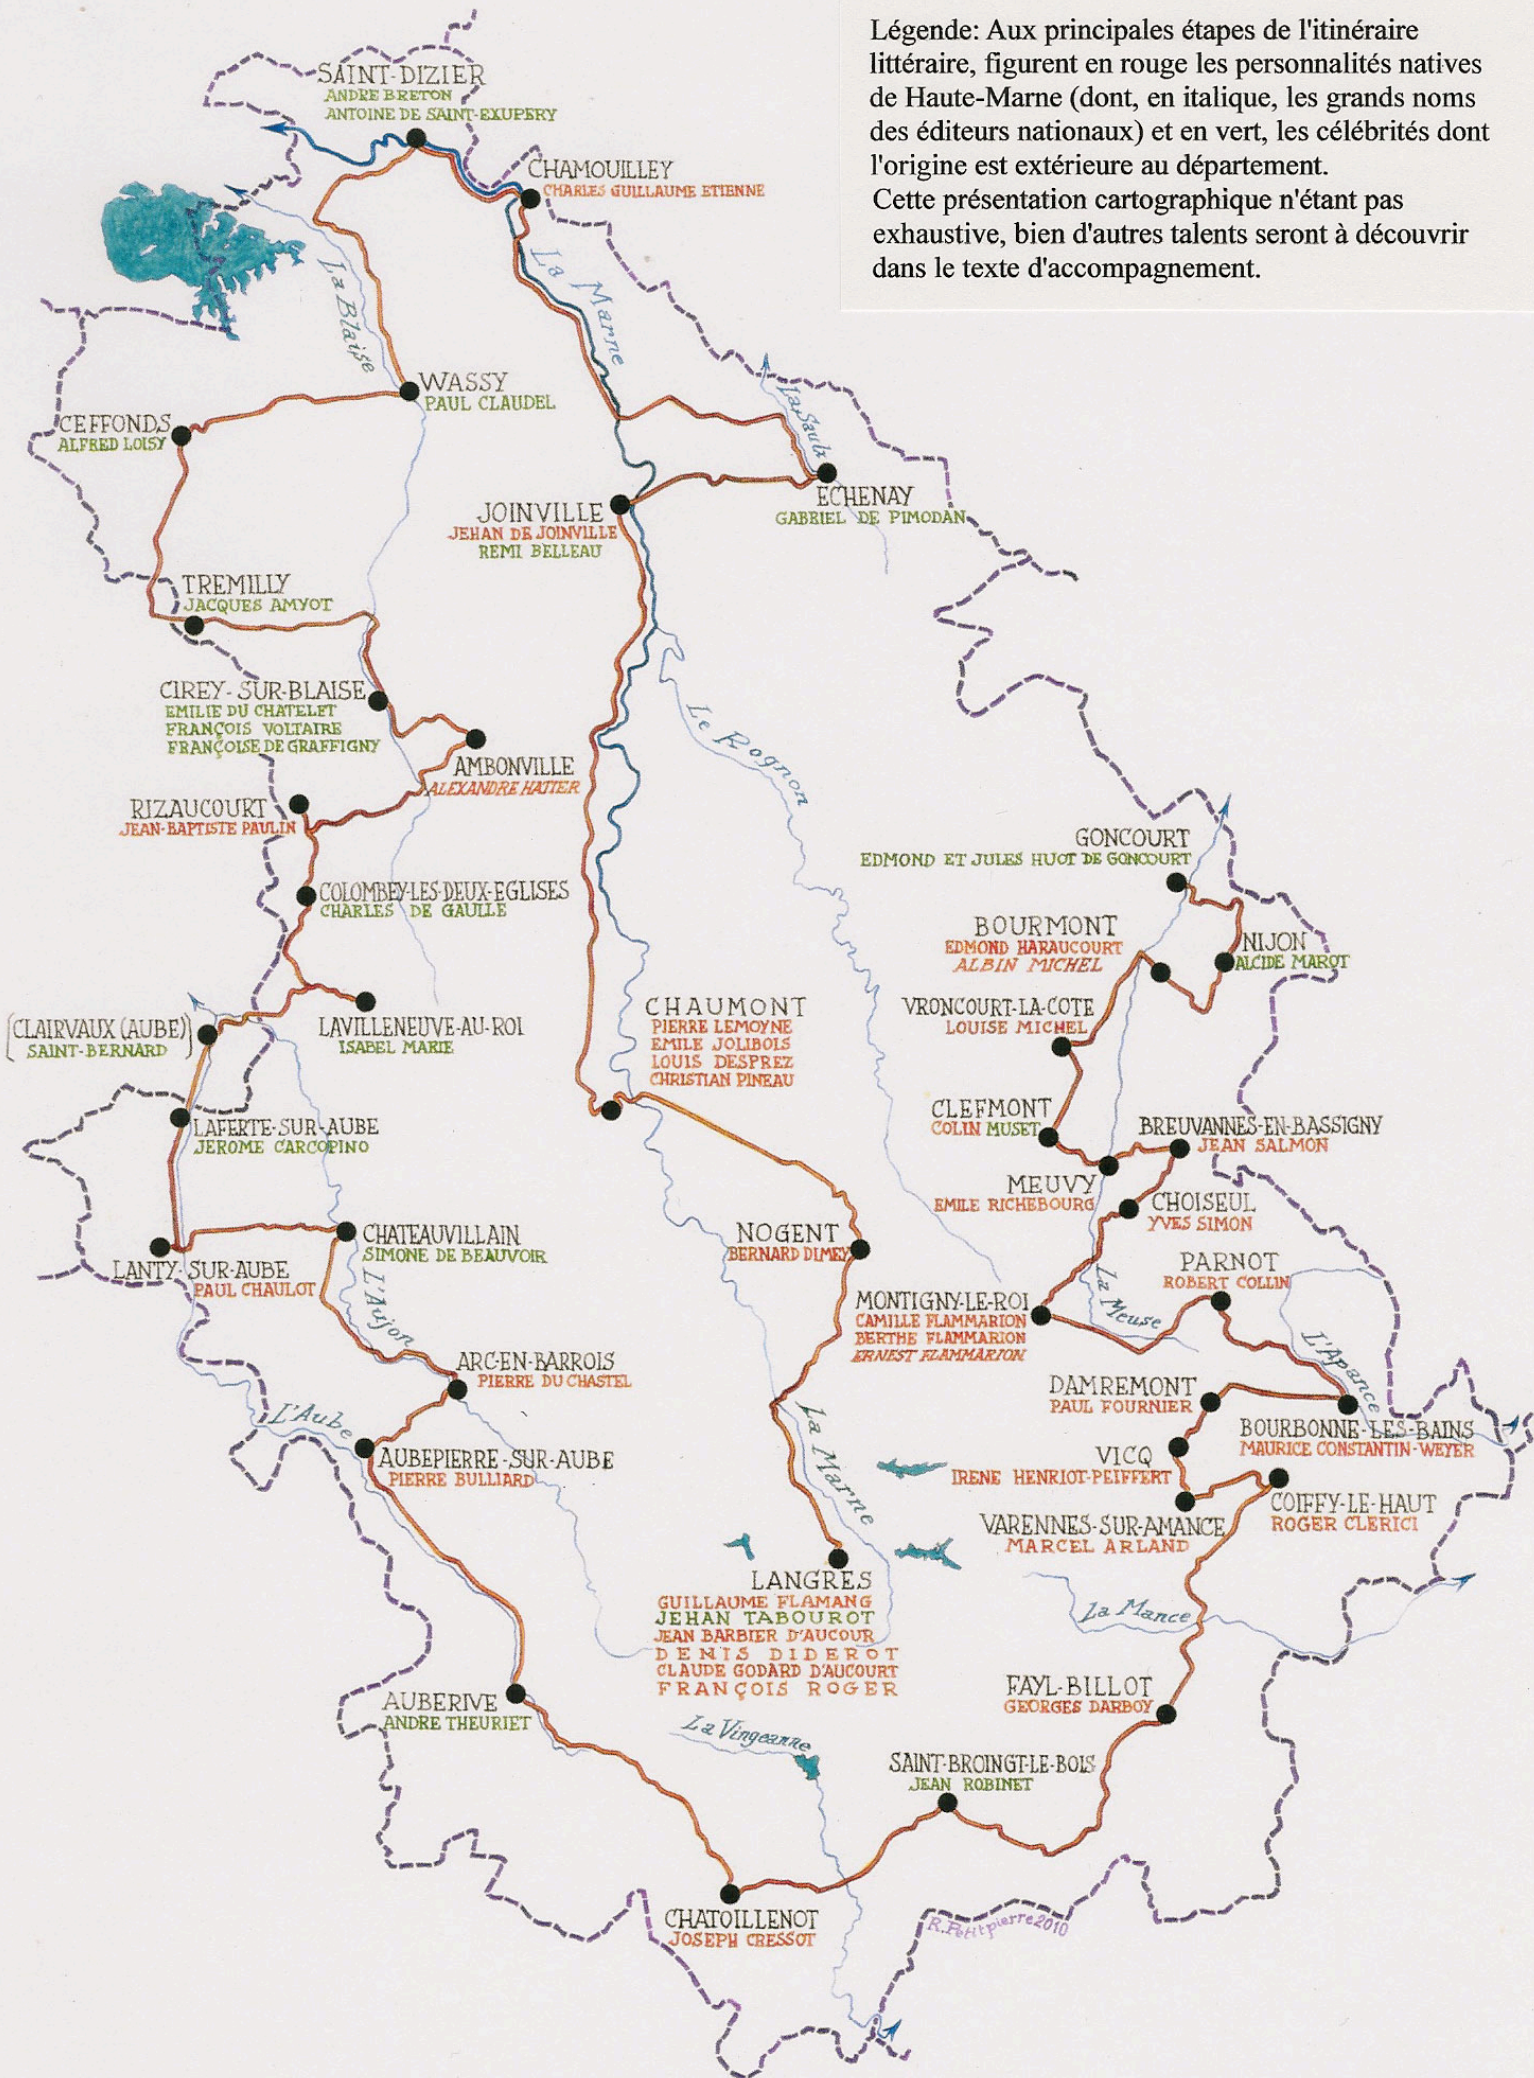 Légende: Aux principales étapes de l'itinéraire
littéraire, figurent en rouge les personnalités natives
de Haute-Marne (dont, en italique, les grands noms
des éditeurs nationaux) et en vert, les célébrités dont
l'origine est extérieure au département.
Cette présentation cartographique n'étant pas
exhaustive, bien d'autres talents seront à découvrir
dans le texte d'accompagnement.
SAINT-DIZIER
ANDRE BRETON
ANTOINE DE SAINT-EXUPERY
CHAMOUILLEY
CHARLES GUILLAUME ETIENNE
La Marne
La Blaise
WASSY
PAUL CLAUDEL
La Saulx
CEFFONDS
ALFRED LOISY
ECHENAY
GABRIEL DE PIMODAN
JOINVILLE
JEHAN DE JOINVILLE
REMI BELLEAU
TREMILLY
JACQUES AMYOT
CIREY-SUR-BLAISE
EMILIE DU CHATELET
FRANÇOIS VOLTAIRE
FRANÇOISE DE GRAFFIGNY
Le Rognon
AMBONVILLE
ALEXANDRE HATIER
RIZAUCOURT
JEAN-BAPTISTE PAULIN
GONCOURT
EDMOND ET JULES HUOT DE GONCOURT
COLOMBEY-LES-DEUX-EGLISES
CHARLES DE GAULLE
BOURMONT
EDMOND HARAUCOURT
ALBIN MICHEL
NIJON
ALCIDE MAROT
CHAUMONT
PIERRE LEMOYNE
EMILE JOLIBOIS
LOUIS DESPREZ
CHRISTIAN PINEAU
VRONCOURT-LA-COTE
LOUISE MICHEL
(CLAIRVAUX (AUBE))
SAINT-BERNARD
LAVILLENEUVE-AU-ROI
ISABEL MARIE
CLEFMONT
COLIN MUSET
LAFERTE-SUR-AUBE
JEROME CARCOPINO
BREUVANNES-EN-BASSIGNY
JEAN SALMON
MEUVY
EMILE RICHEBOURG
CHOISEUL
YVES SIMON
CHATEAUVILLAIN
SIMONE DE BEAUVOIR
NOGENT
BERNARD DIMEY
LANTY-SUR-AUBE
PAUL CHAULOT
PARNOT
ROBERT COLLIN
L'Aujon
MONTIGNY-LE-ROI
CAMILLE FLAMMARION
BERTHE FLAMMARION
ERNEST FLAMMARION
La Meuse
L'Apance
ARC-EN-BARROIS
PIERRE DU CHASTEL
DAMREMONT
PAUL FOURNIER
L'Aube
La Marne
BOURBONNE-LES-BAINS
MAURICE CONSTANTIN-WEYER
AUBEPIERRE-SUR-AUBE
PIERRE BULLIARD
VICQ
IRENE HENRIOT-PEIFFERT
COIFFY-LE-HAUT
ROGER CLERICI
VARENNES-SUR-AMANCE
MARCEL ARLAND
LANGRES
GUILLAUME FLAMANG
JEHAN TABOUROT
JEAN BARBIER D'AUCOUR
DENIS DIDEROT
CLAUDE GODARD D'AUCOURT
FRANÇOIS ROGER
La Mance
AUBERIVE
ANDRE THEURIET
FAYL-BILLOT
GEORGES DARBOY
La Vingeanne
SAINT-BROINGT-LE-BOIS
JEAN ROBINET
CHATOILLENOT
JOSEPH CRESSOT
R. Petitpierre 2010